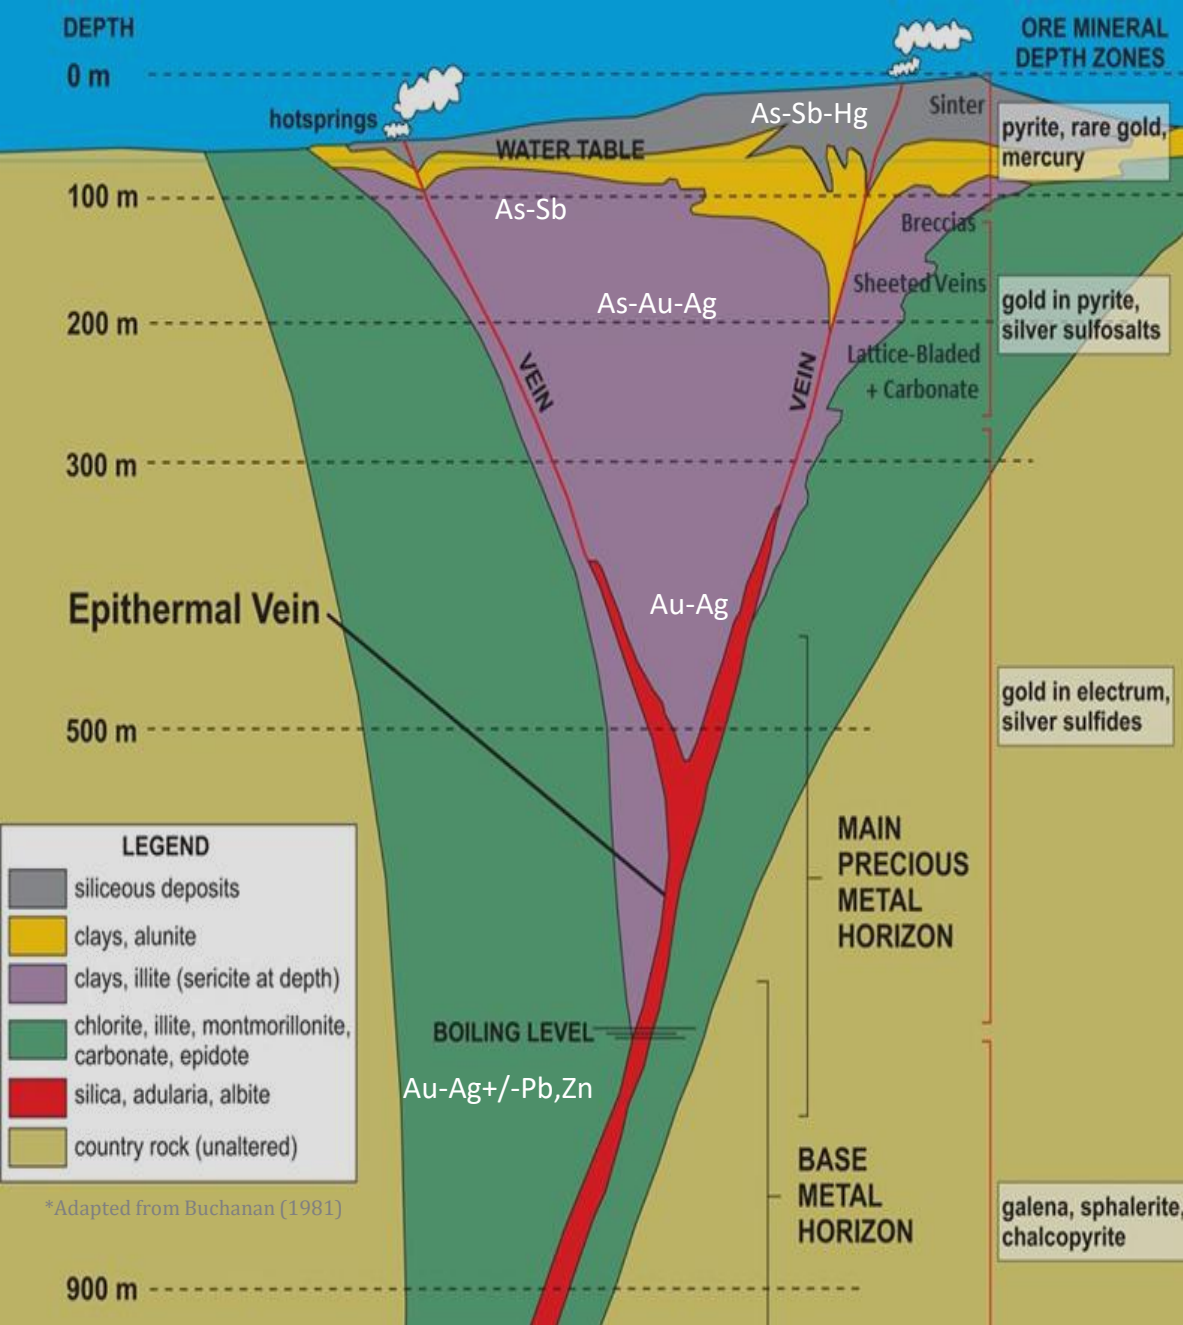 DEPTH
ORE MINERAL
DEPTH ZONES
0 m
hotsprings
As-Sb-Hg
Sinter
pyrite, rare gold,
mercury
WATER TABLE
100 m
As-Sb
Breccias
Sheeted Veins
As-Au-Ag
gold in pyrite,
silver sulfosalts
200 m
Lattice-Bladed
+ Carbonate
VEIN
VEIN
300 m
Epithermal Vein
Au-Ag
gold in electrum,
silver sulfides
500 m
MAIN
PRECIOUS
METAL
HORIZON
LEGEND
siliceous deposits
clays, alunite
clays, illite (sericite at depth)
chlorite, illite, montmorillonite,
carbonate, epidote
silica, adularia, albite
country rock (unaltered)
BOILING LEVEL
Au-Ag+/-Pb,Zn
BASE
METAL
HORIZON
galena, sphalerite,
chalcopyrite
*Adapted from Buchanan (1981)
900 m